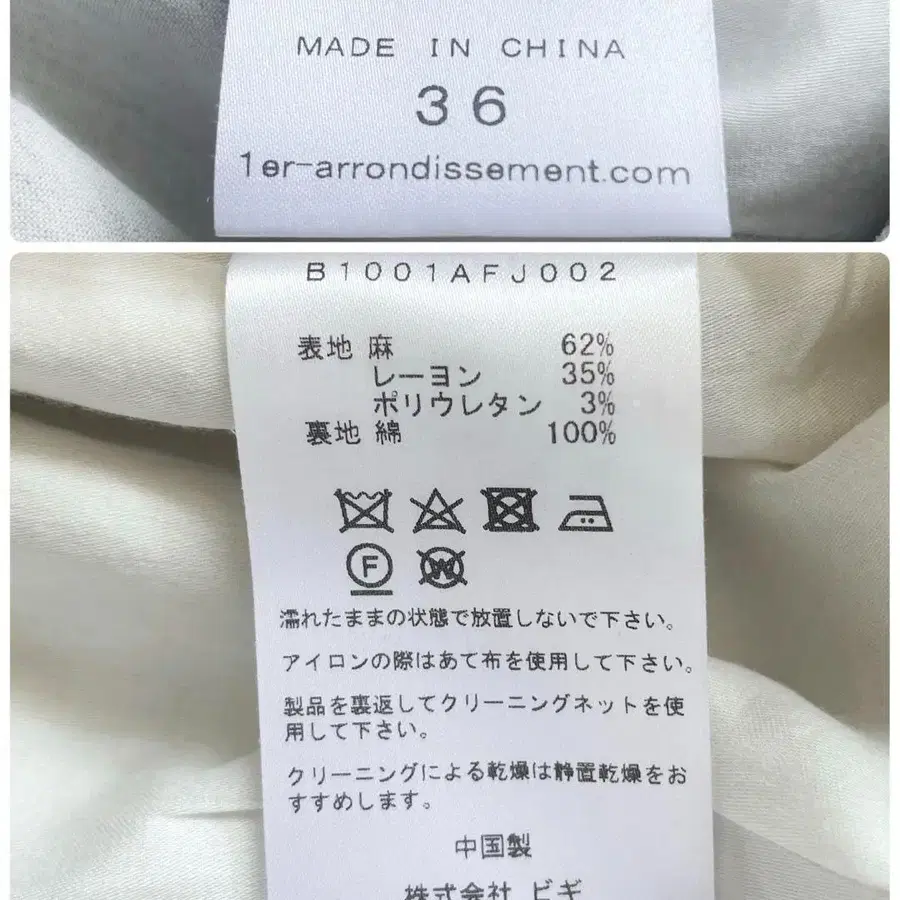 MADE IN CHINA
36
1er-arrondissement.com
B1001AFJ002
表地 麻 62%
レーヨン 35%
ポリウレタン 3%
裏地 綿 100%
F
W
濡れたままの状態で放置しないで下さい。
アイロンの際はあて布を使用して下さい。
製品を裏返してクリーニングネットを使
用して下さい。
クリーニングによる乾燥は静置乾燥をお
すすめします。
中国製
株式会社 ビギ